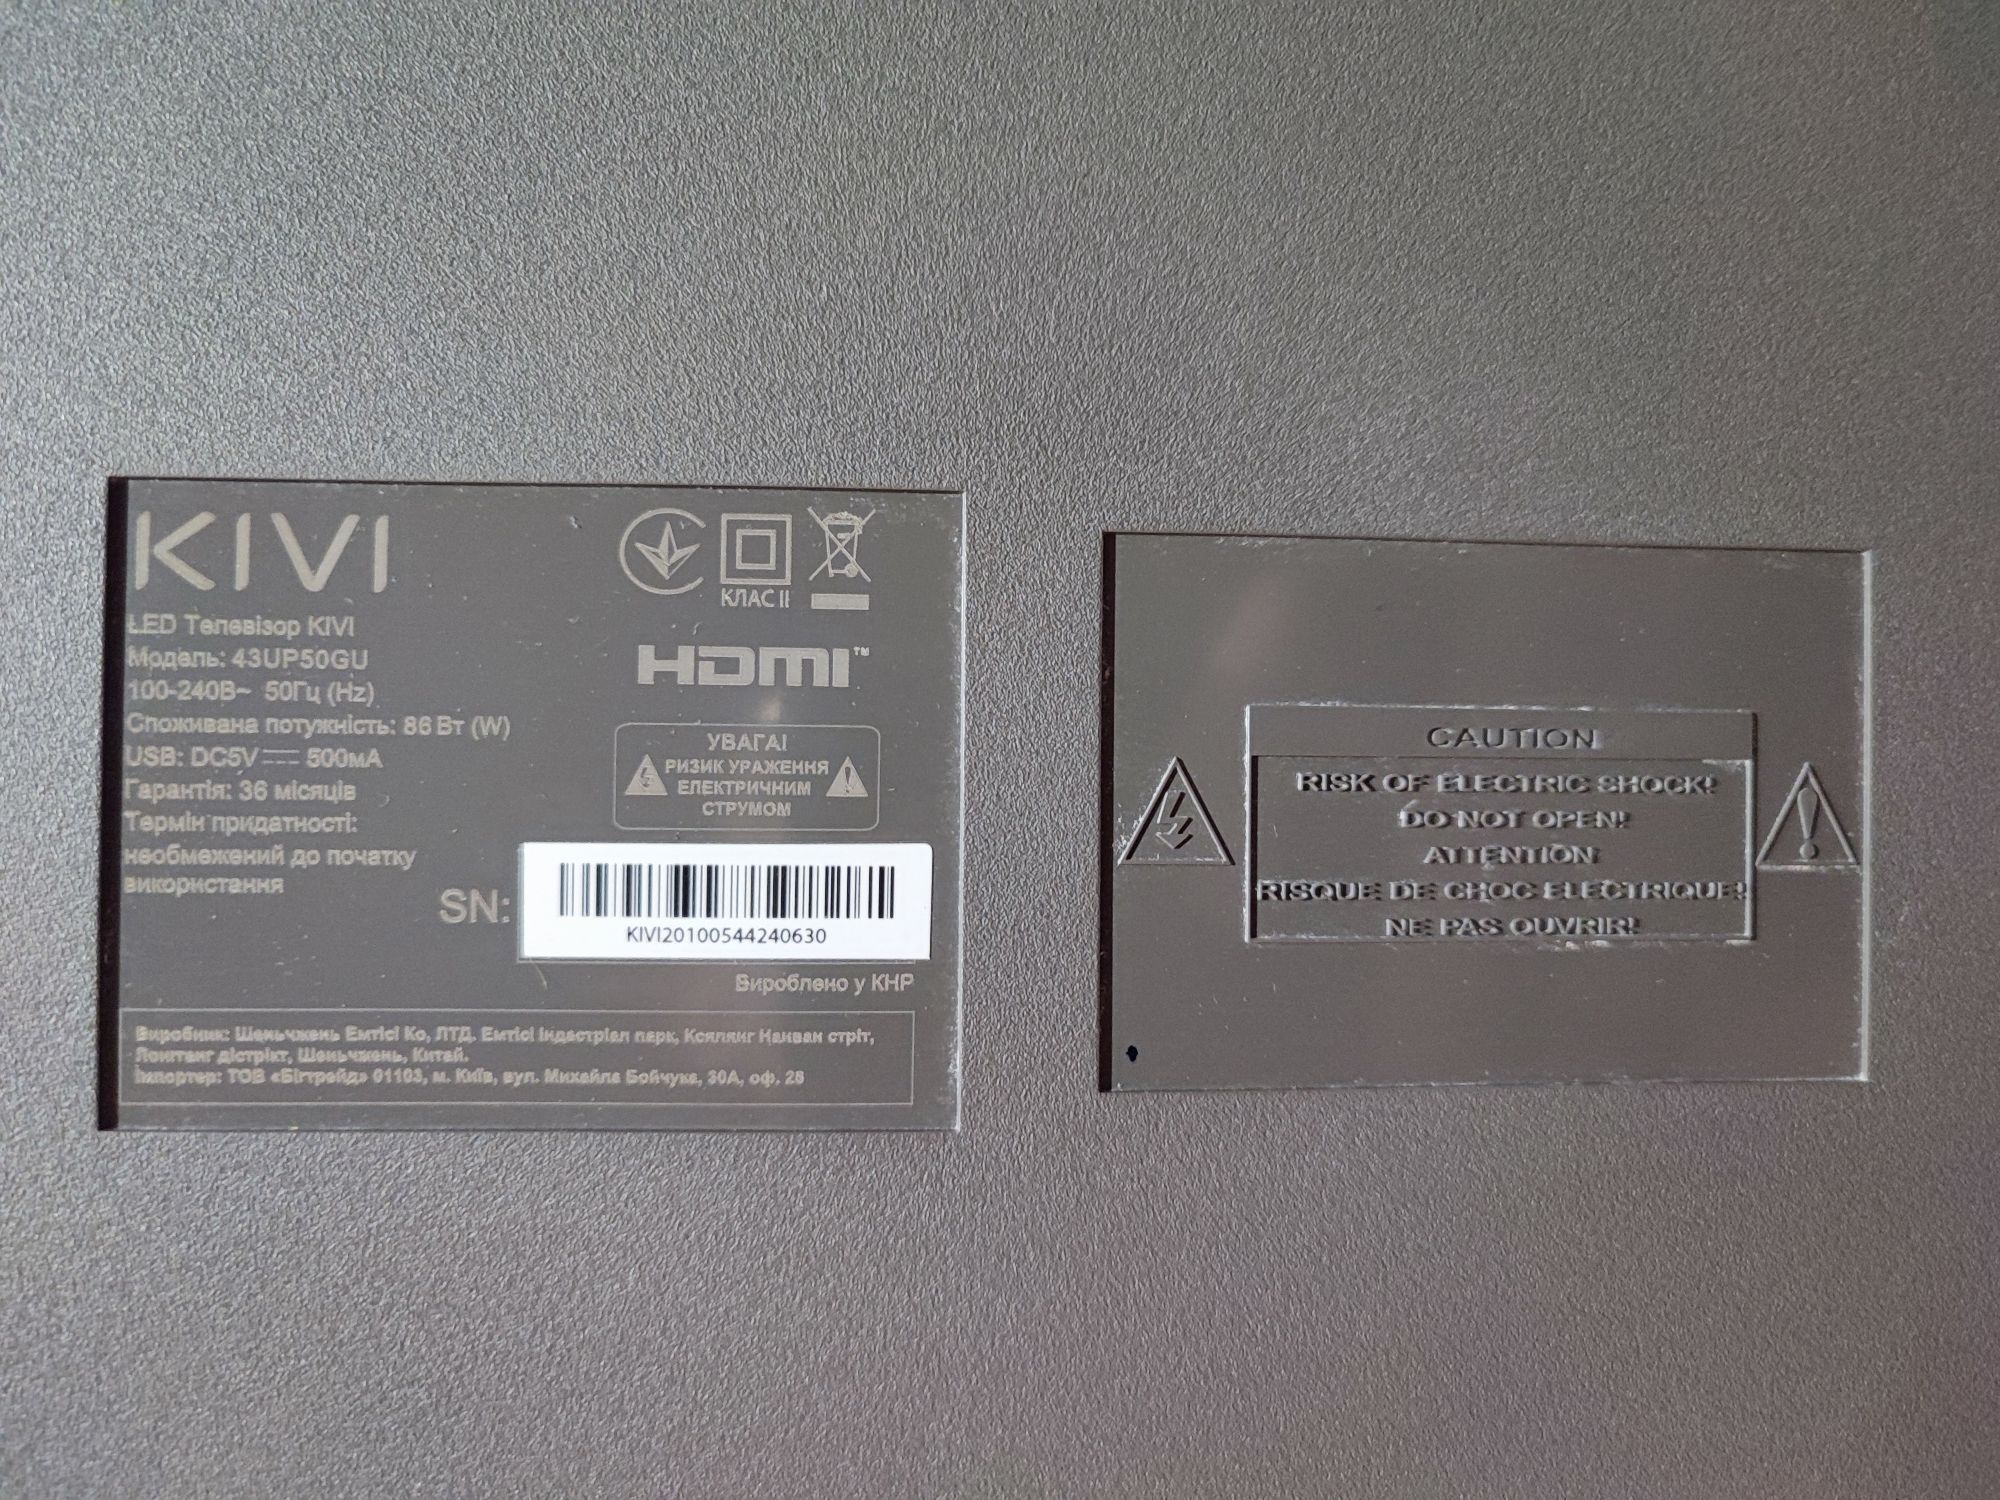 KIVI
LED Телевізор KIVI
Модель: 43UP50GU
100-240В~ 50Гц (Hz)
Споживана потужність: 86 Вт (W)
USB: DC5V 500мА
Гарантія: 36 місяців
Термін придатності:
необмежений до початку
використання
КЛАС II
HDMI™
УВАГА!
РИЗИК УРАЖЕННЯ
ЕЛЕКТРИЧНИМ
СТРУМОМ
SN:
KIVI20100544240630
Вироблено у КНР
Виробник: Шеньчжень Емтісі Ко, ЛТД. Емтісі індастріал парк, Ксялянг Нанван стріт,
Лонгганг дістрікт, Шеньчжень, Китай.
Імпортер: ТОВ «Бігтрейд» 01103, м. Київ, вул. Михайла Бойчука, 30А, оф. 28
CAUTION
RISK OF ELECTRIC SHOCK!
DO NOT OPEN!
ATTENTION
RISQUE DE CHOC ELECTRIQUE!
NE PAS OUVRIR!